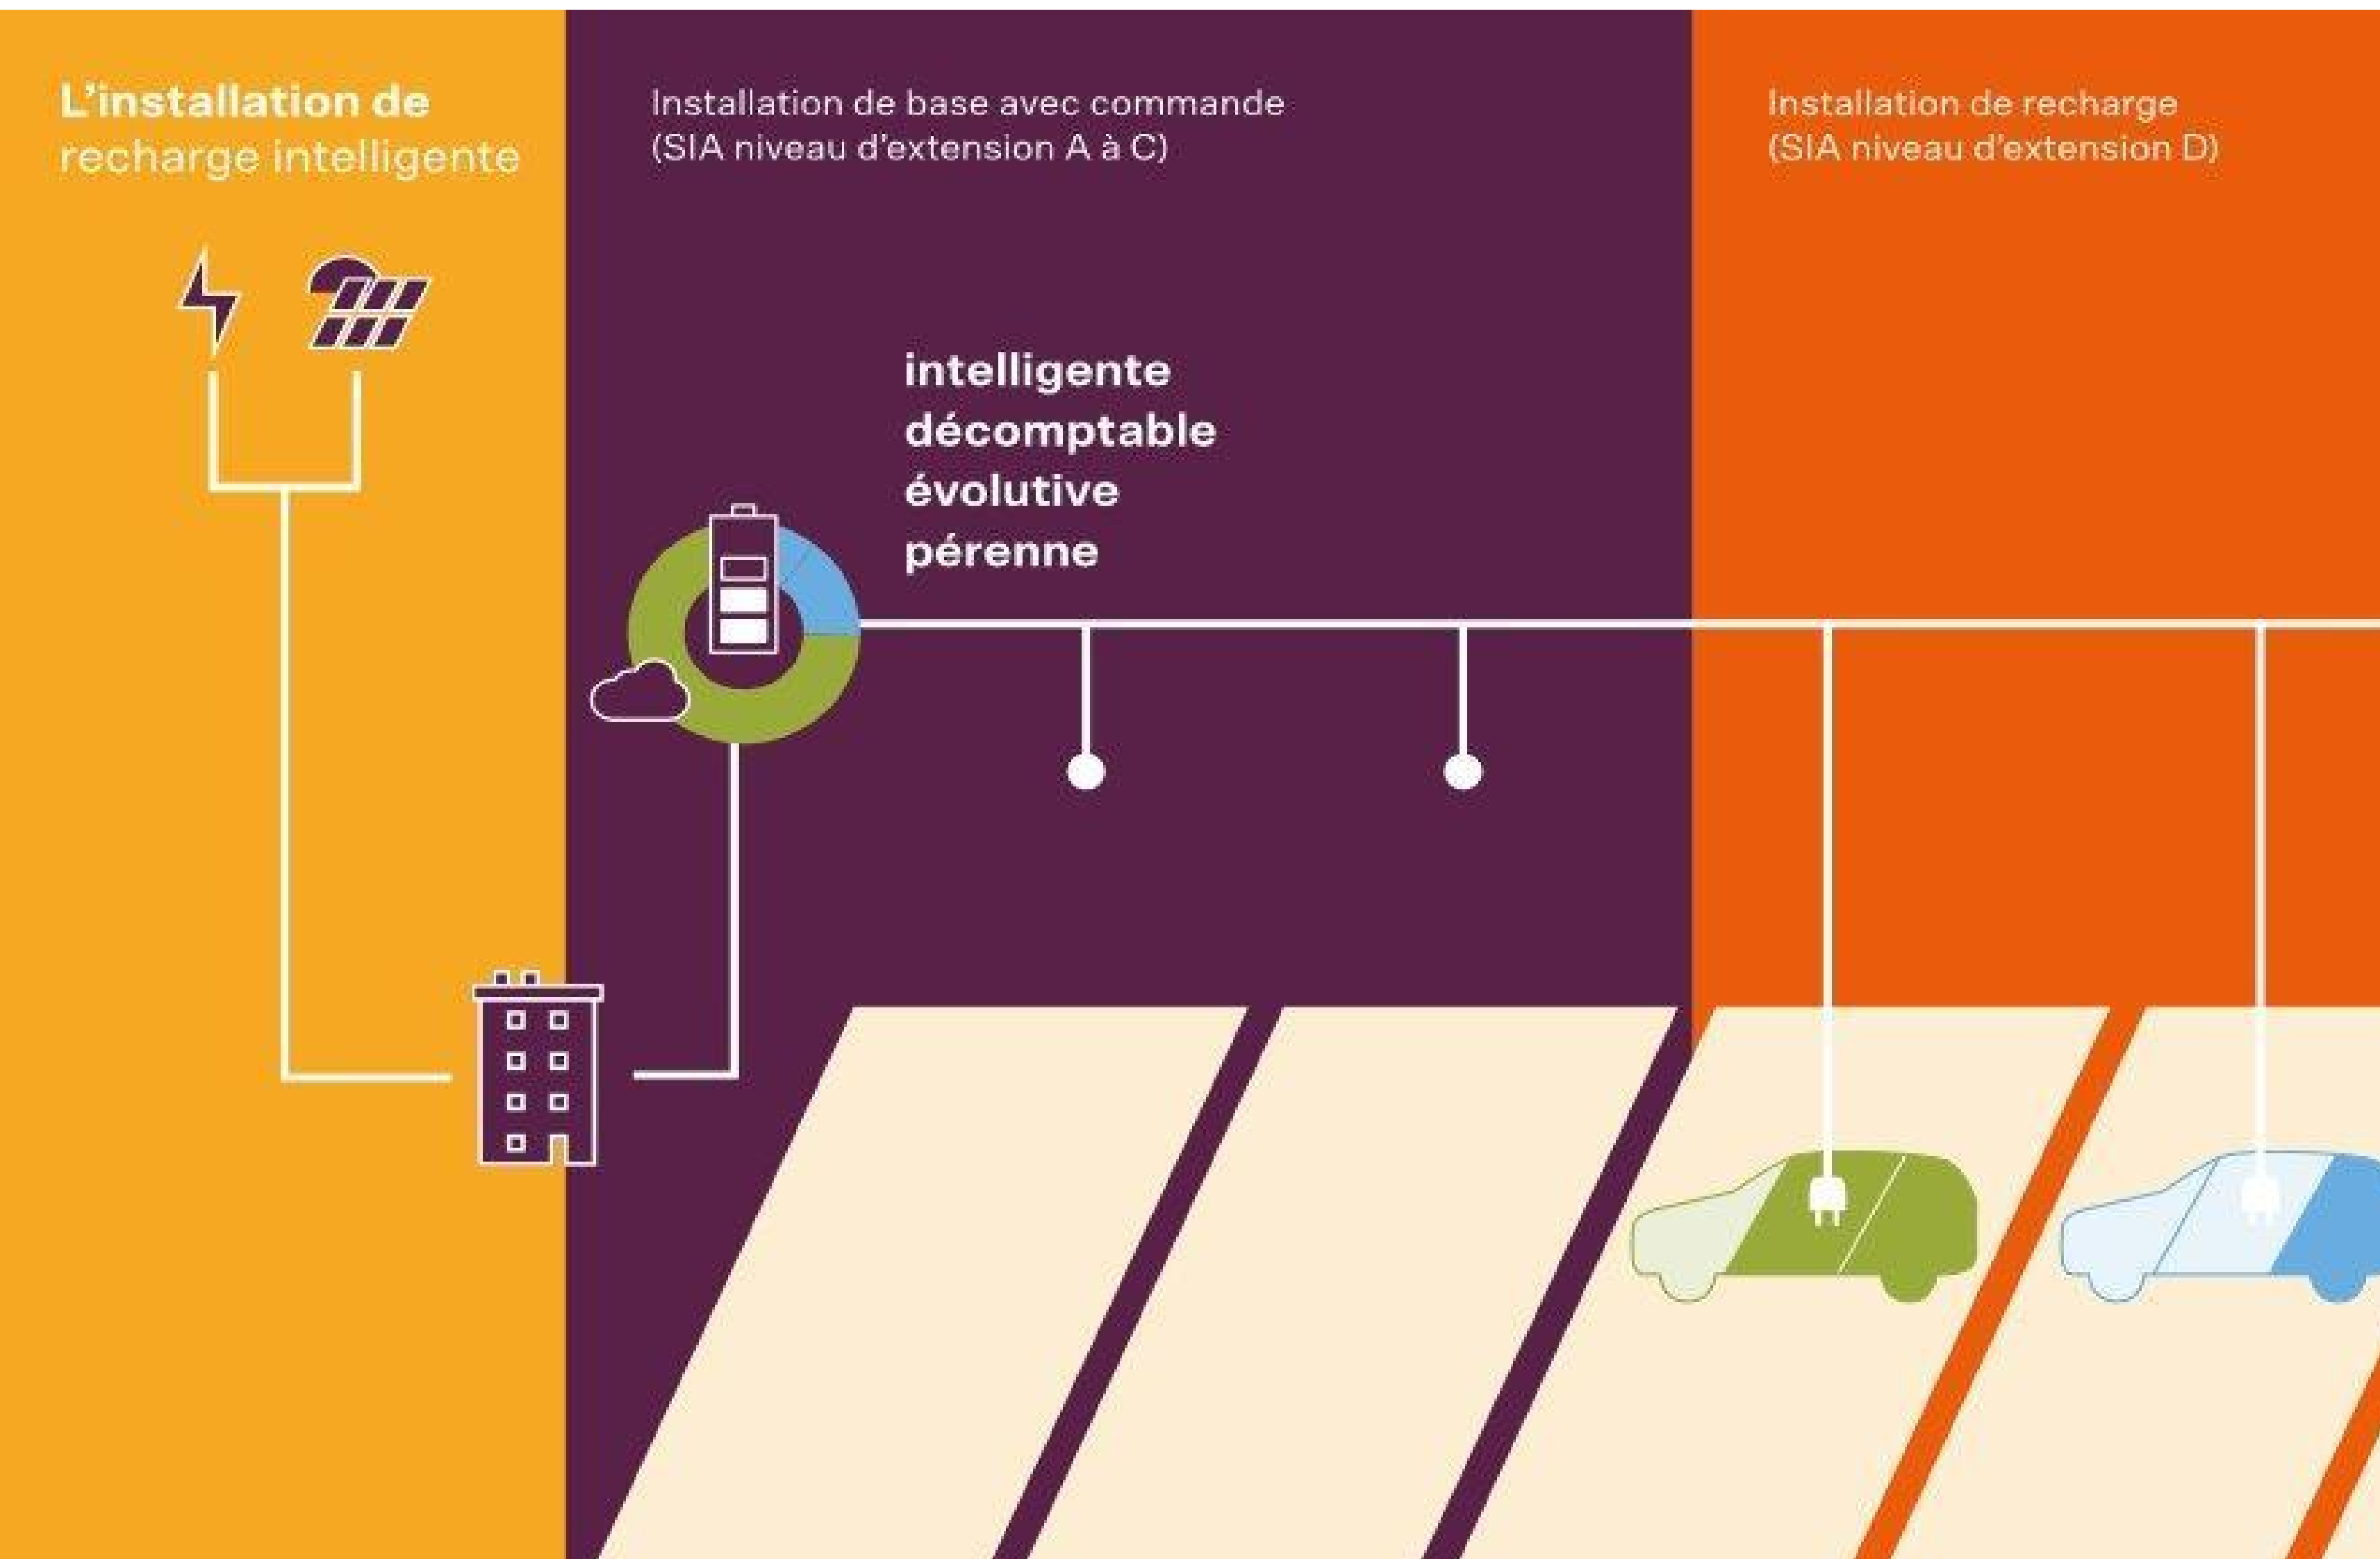 L'installation de
recharge intelligente
Installation de base avec commande
(SIA niveau d'extension A à C)
intelligente
décomptable
évolutive
pérenne
Installation de recharge
(SIA niveau d'extension D)